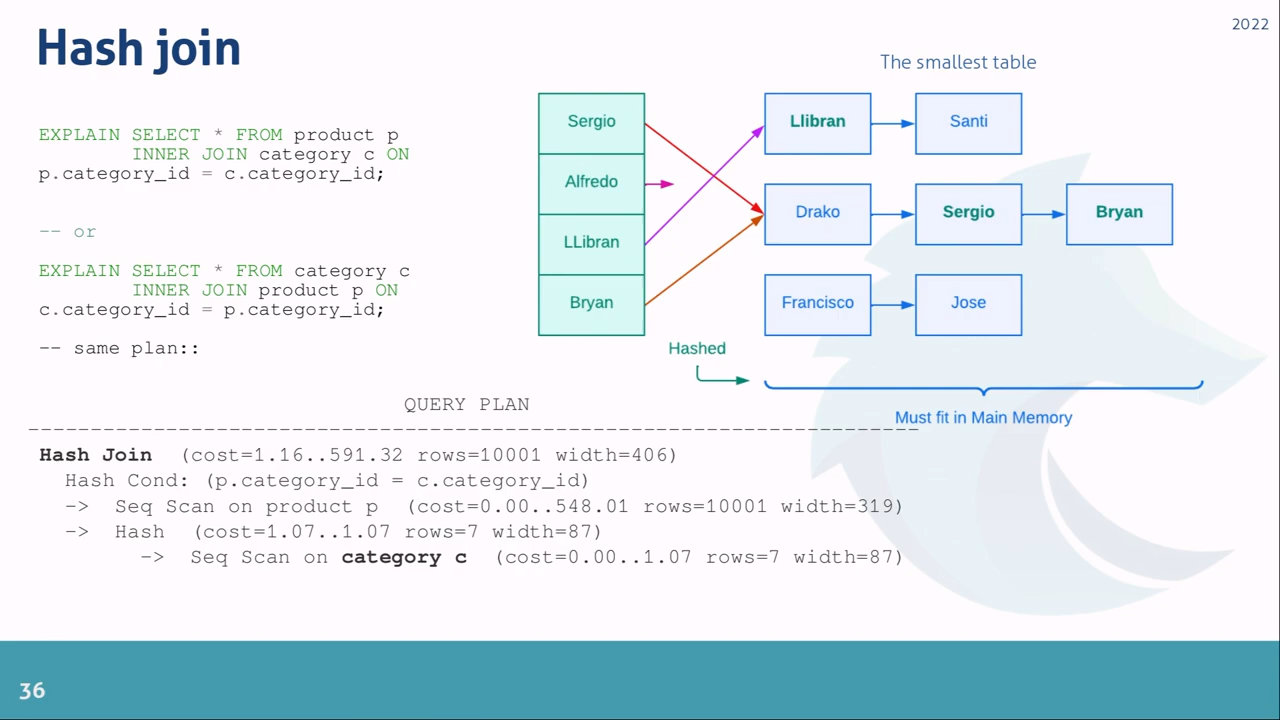 2022
Hash join
The smallest table
EXPLAIN SELECT * FROM product p
INNER JOIN category c ON
p.category_id = c.category_id;
-- or
EXPLAIN SELECT * FROM category c
INNER JOIN product p ON
c.category_id = p.category_id;
-- same plan::
Sergio
Alfredo
LLibran
Bryan
Llibran
Santi
Drako
Sergio
Bryan
Francisco
Jose
Hashed
Must fit in Main Memory
QUERY PLAN
-----------------------------------------------------------------------
Hash Join (cost=1.16..591.32 rows=10001 width=406)
Hash Cond: (p.category_id = c.category_id)
-> Seq Scan on product p (cost=0.00..548.01 rows=10001 width=319)
-> Hash (cost=1.07..1.07 rows=7 width=87)
-> Seq Scan on category c (cost=0.00..1.07 rows=7 width=87)
36